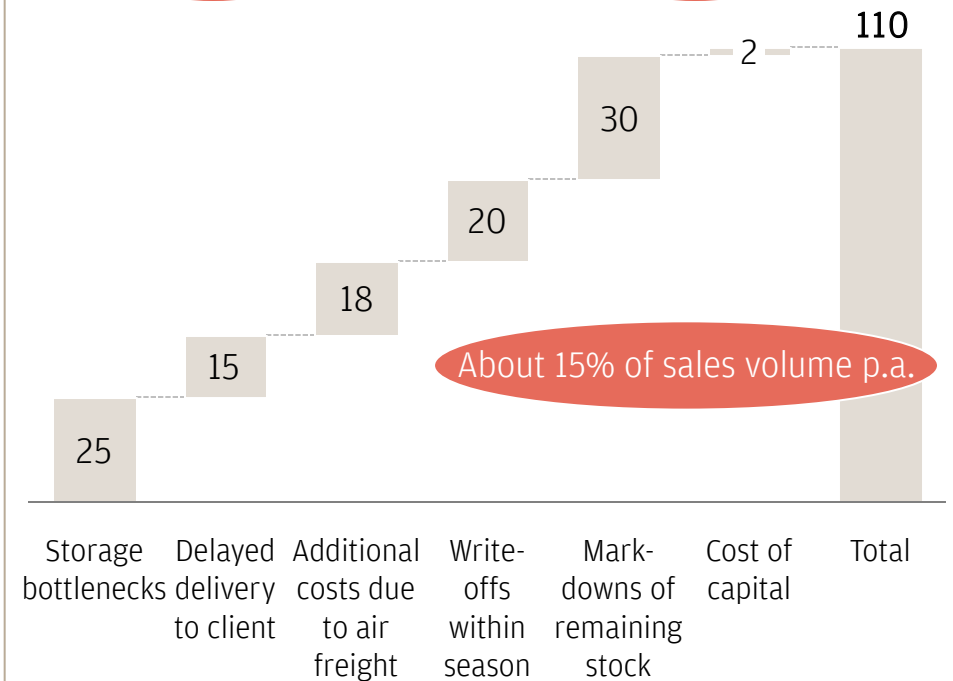 110
2
30
20
18
15
25
About 15% of sales volume p.a.
Storage
bottlenecks
Delayed
delivery
to client
Additional
costs due
to air
freight
Write-
offs
within
season
Mark-
downs of
remaining
stock
Cost of
capital
Total